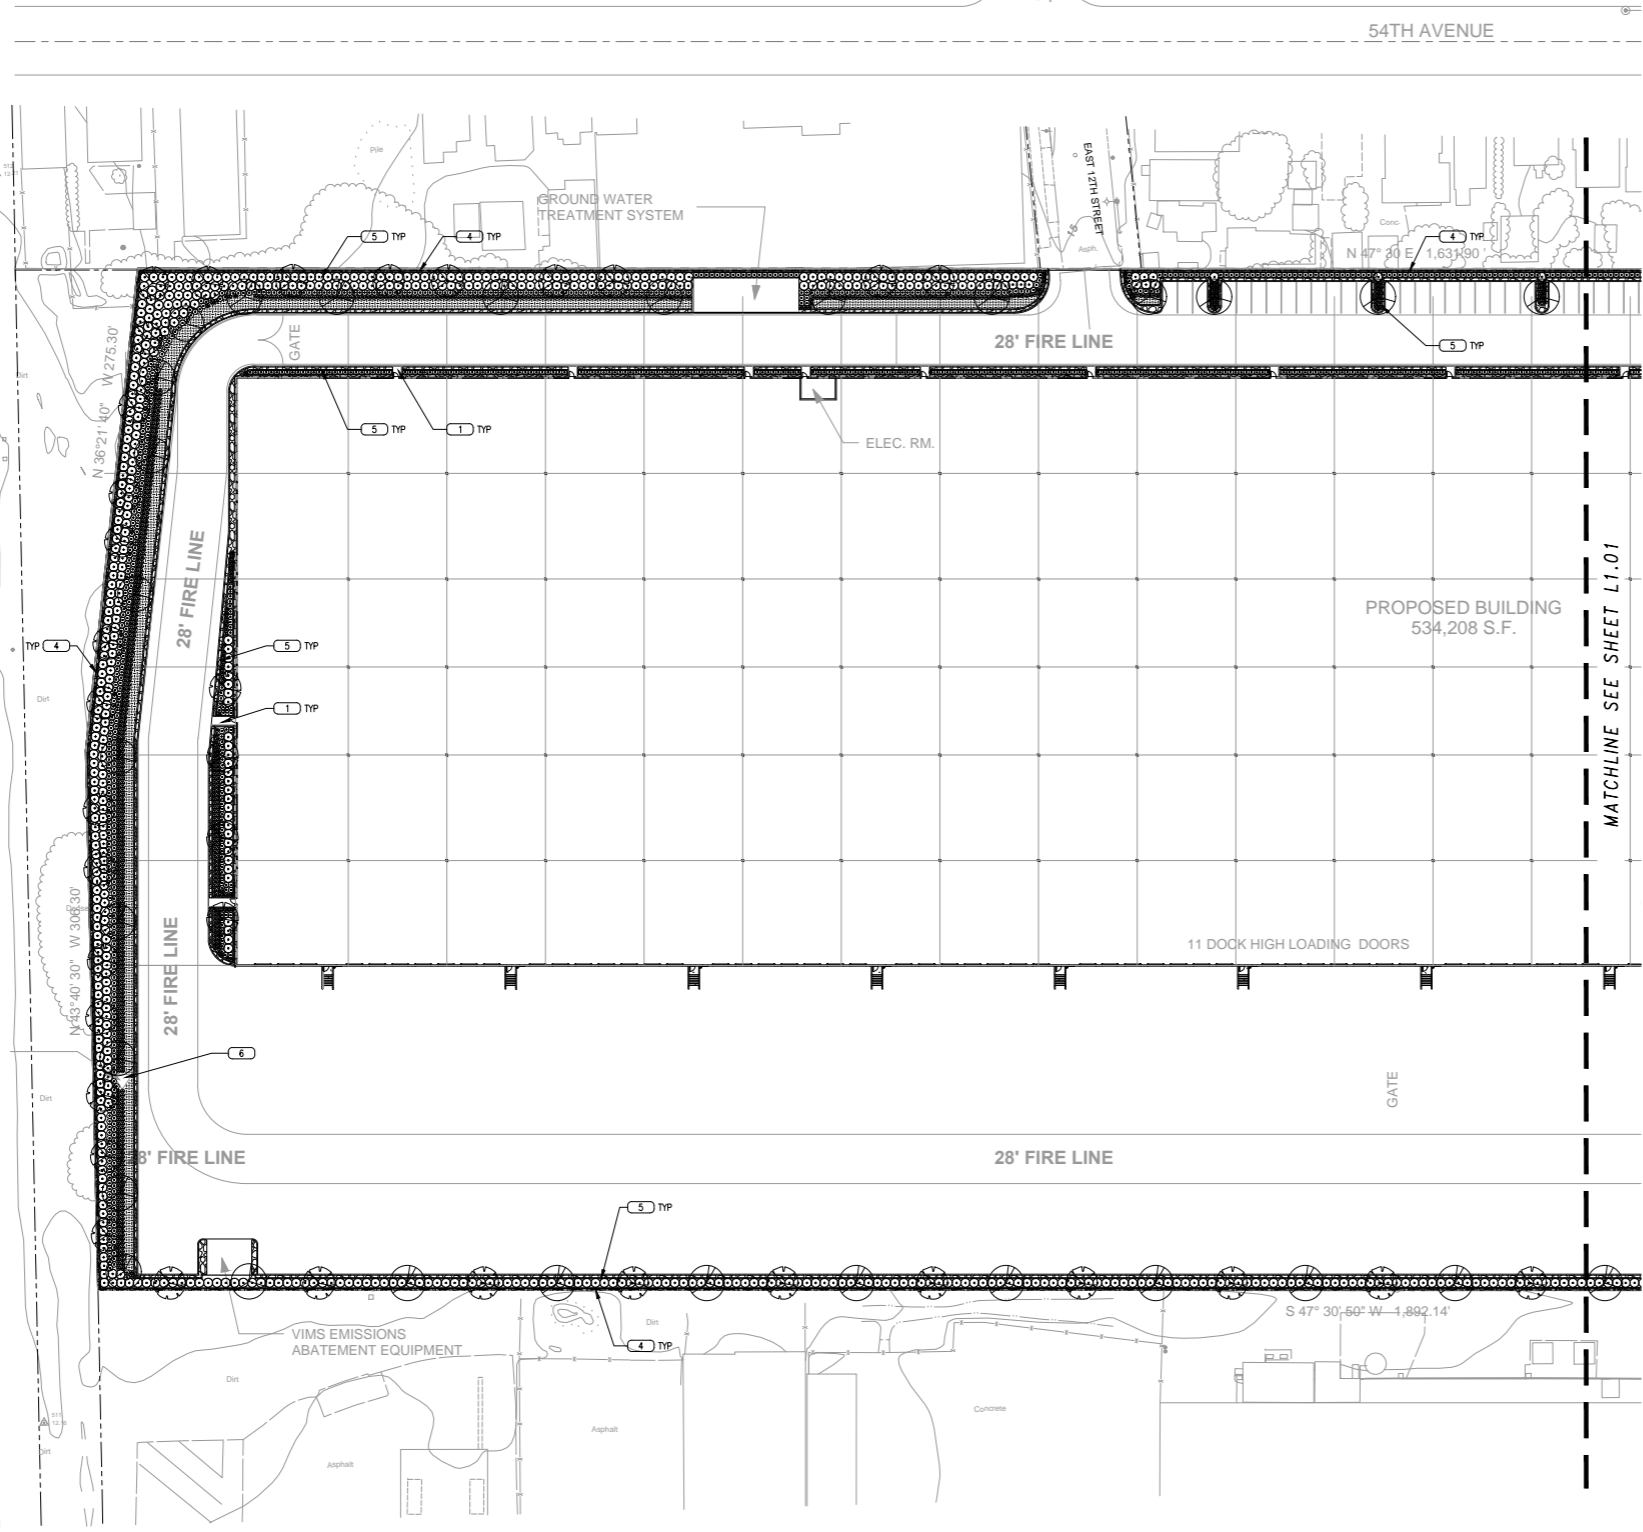 54TH AVENUE
Pile
GROUND WATER
TREATMENT SYSTEM
EAST 12TH STREET
15'
Asph.
Conc.
5 TYP
4 TYP
4 TYP
N 47° 30 E 1,631.90
GATE
28' FIRE LINE
5 TYP
N 36°21' 40" W 275.30'
Dirt
5 TYP
1 TYP
ELEC. RM.
28' FIRE LINE
PROPOSED BUILDING
534,208 S.F.
MATCHLINE SEE SHEET L1.01
TYP 4
5 TYP
Dirt
1 TYP
N 43°40' 30" W 306.30'
28' FIRE LINE
11 DOCK HIGH LOADING DOORS
6
GATE
Dirt
8' FIRE LINE
28' FIRE LINE
5 TYP
S 47° 30' 50" W 1,892.14'
VIMS EMISSIONS
ABATEMENT EQUIPMENT
Dirt
4 TYP
Dirt
Concrete
Asphalt
Dirt
Asphalt